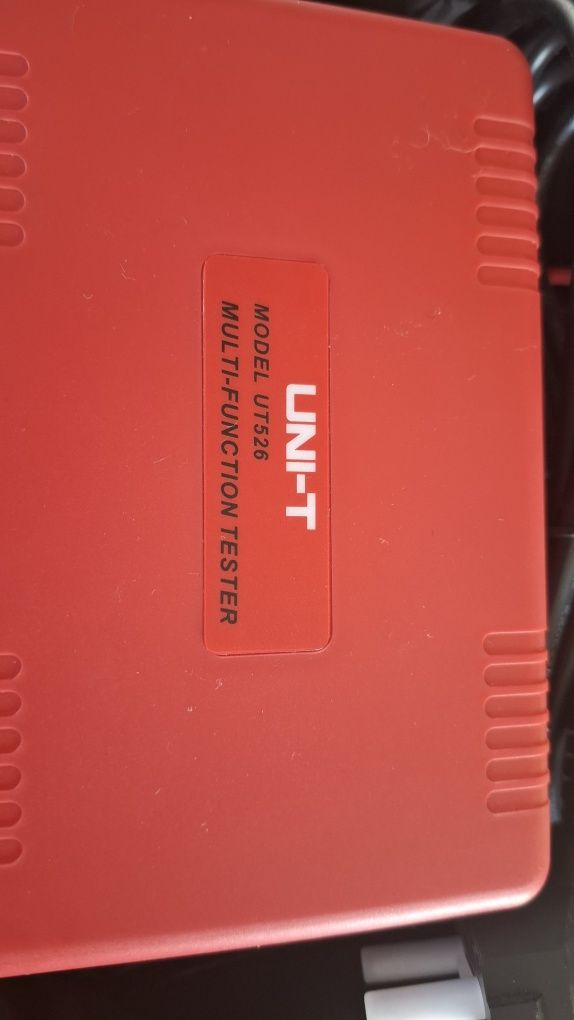 UNI-T
MODEL UT526
MULTI-FUNCTION TESTER